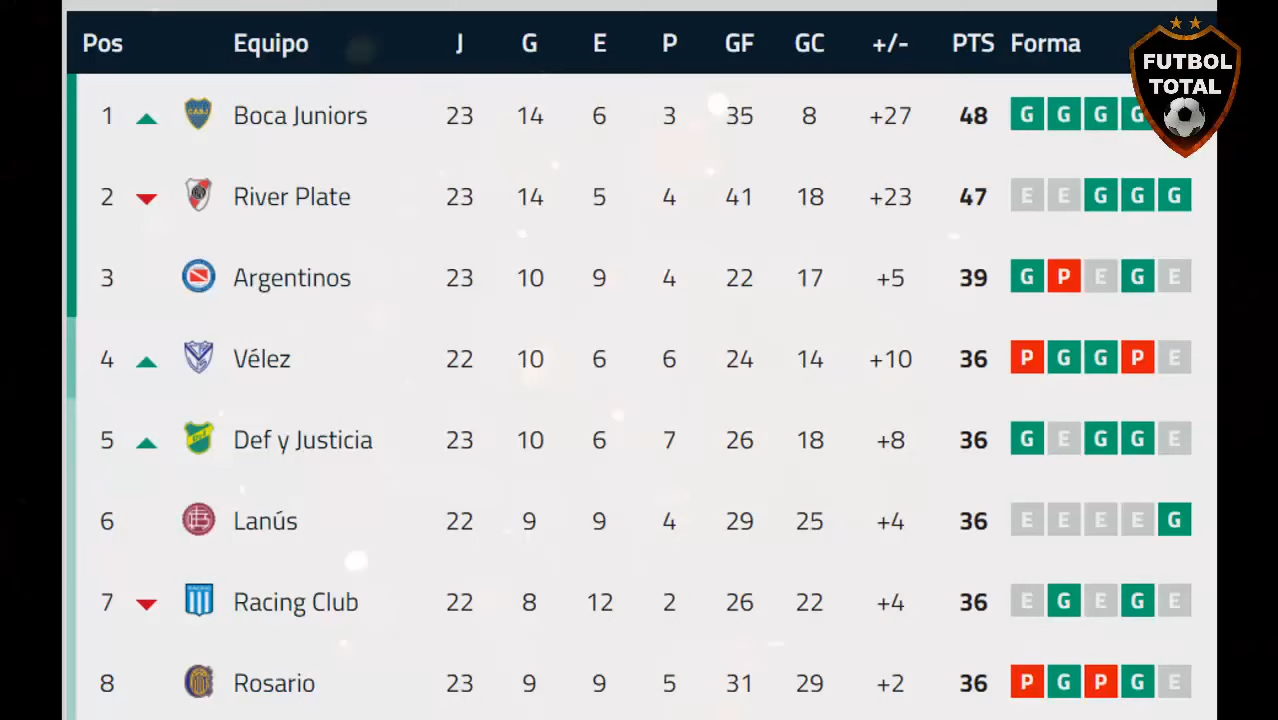 Pos Equipo J G E P GF GC +/- PTS Forma
FUTBOL
TOTAL
1 Boca Juniors 23 14 6 3 35 8 +27 48 G G G G
2 River Plate 23 14 5 4 41 18 +23 47 E E G G G
3 Argentinos 23 10 9 4 22 17 +5 39 G P E G E
4 Vélez 22 10 6 6 24 14 +10 36 P G G P E
5 Def y Justicia 23 10 6 7 26 18 +8 36 G E G G E
6 Lanús 22 9 9 4 29 25 +4 36 E E E E G
7 Racing Club 22 8 12 2 26 22 +4 36 E G E G E
8 Rosario 23 9 9 5 31 29 +2 36 P G P G E